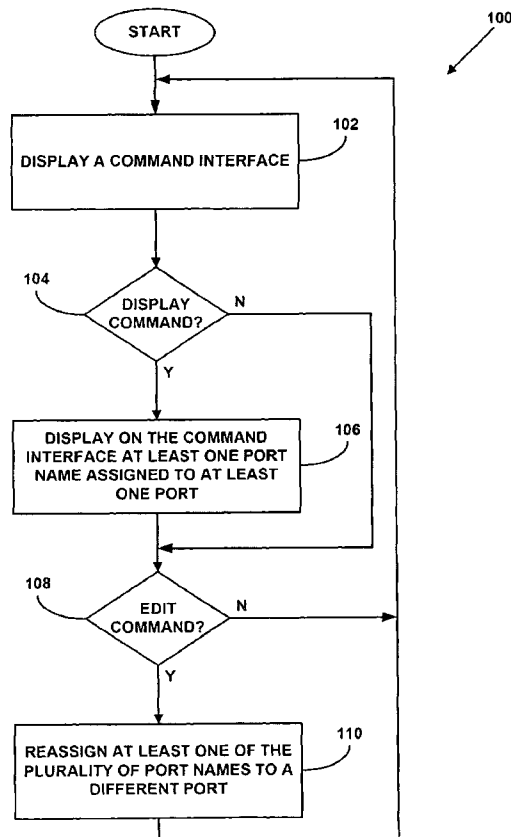 START
100
102
DISPLAY A COMMAND INTERFACE
104
DISPLAY
COMMAND?
N
Y
DISPLAY ON THE COMMAND
INTERFACE AT LEAST ONE PORT
NAME ASSIGNED TO AT LEAST
ONE PORT
106
108
EDIT
COMMAND?
N
Y
REASSIGN AT LEAST ONE OF THE
PLURALITY OF PORT NAMES TO A
DIFFERENT PORT
110